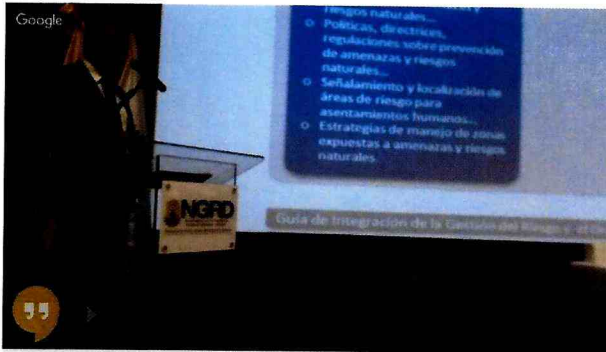 Google
riesgos naturales...
o Políticas, directrices,
regulaciones sobre prevención
de amenazas y riesgos
naturales...
o Señalamiento y localización de
áreas de riesgo para
asentamientos humanos...
o Estrategias de manejo de zonas
expuestas a amenazas y riesgos
naturales.
NGRD
Guía de Integración de la Gestión del Riesgo y el